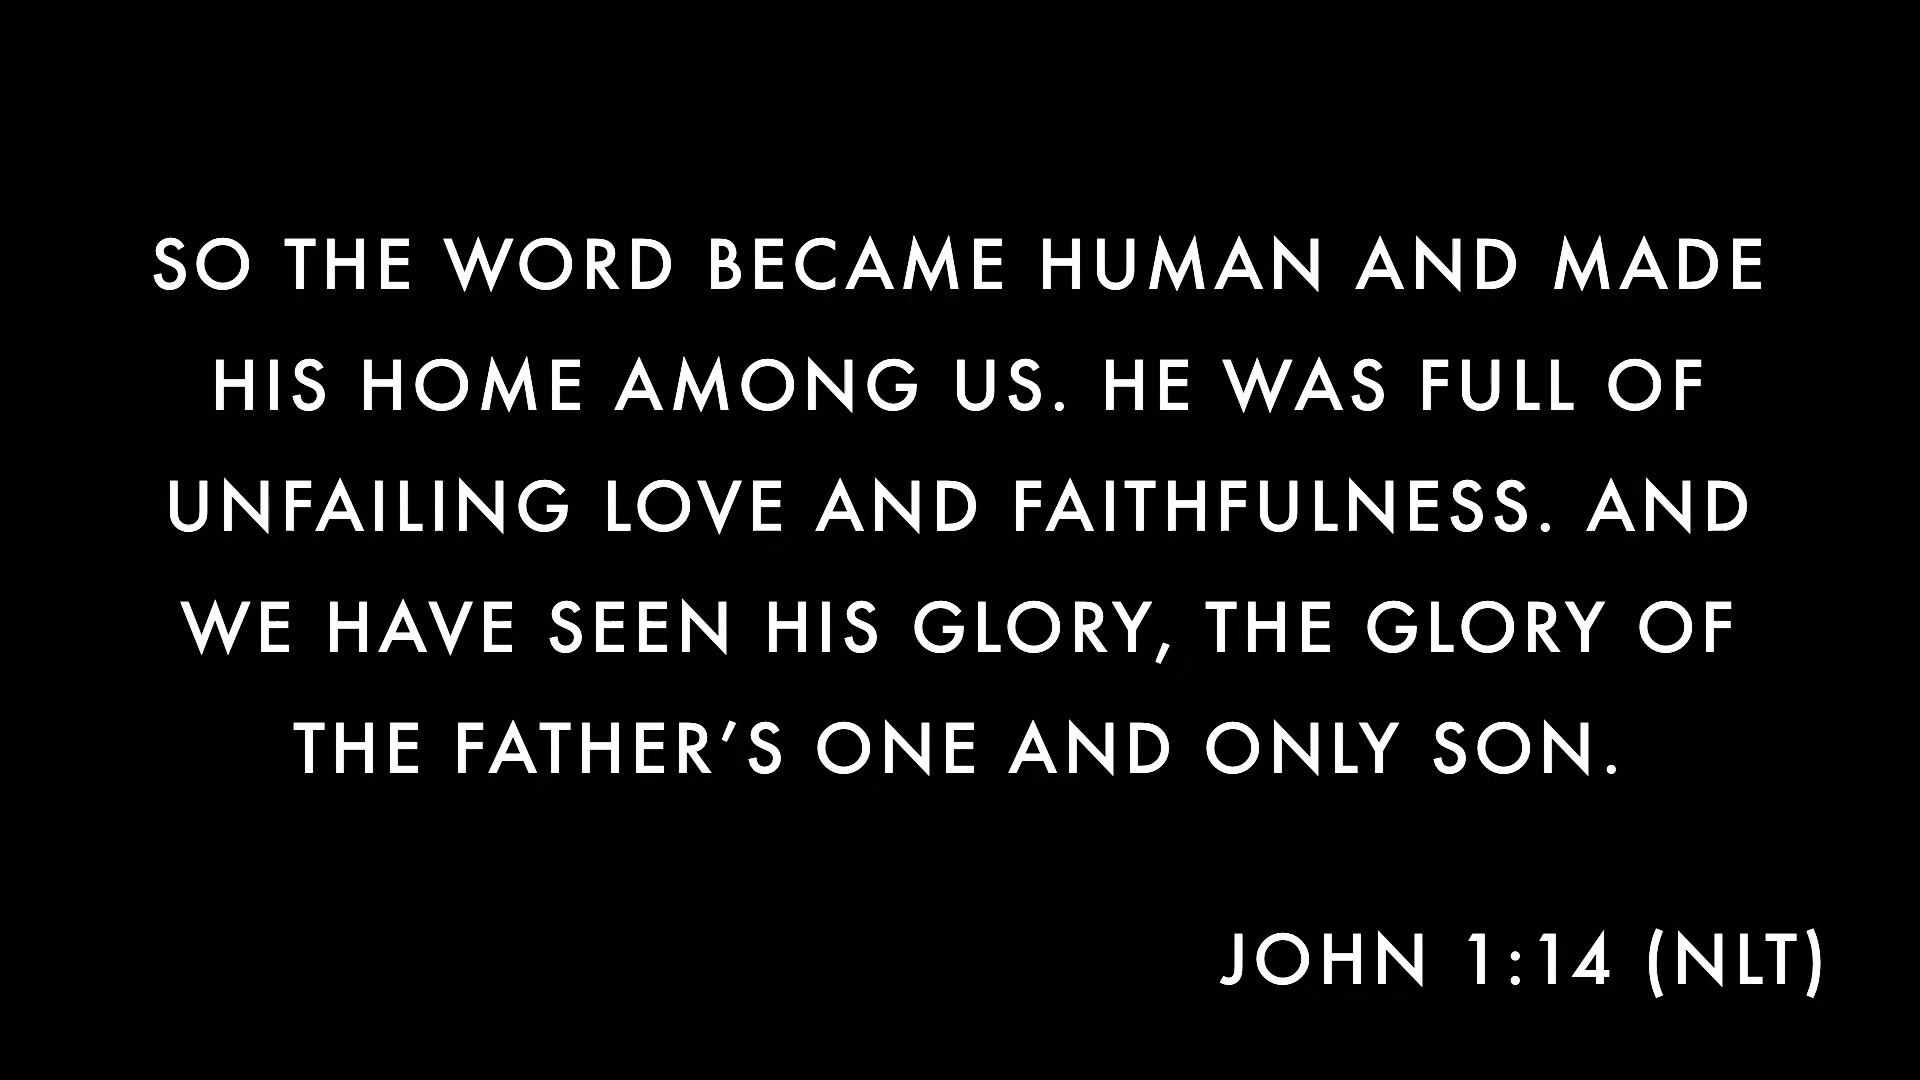 SO THE WORD BECAME HUMAN AND MADE
HIS HOME AMONG US. HE WAS FULL OF
UNFAILING LOVE AND FAITHFULNESS. AND
WE HAVE SEEN HIS GLORY, THE GLORY OF
THE FATHER’S ONE AND ONLY SON.
JOHN 1:14 (NLT)